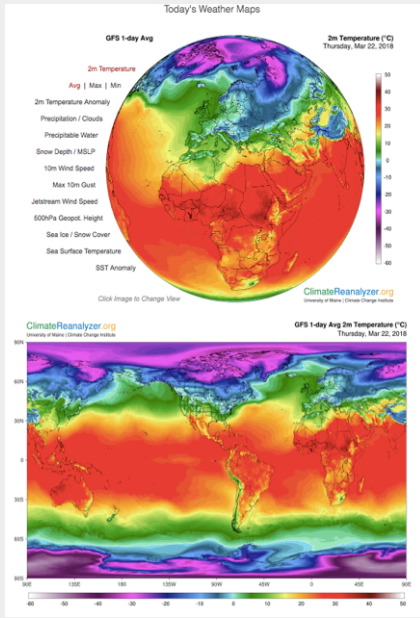 Today's Weather Maps
GFS 1-day Avg
2m Temperature (°C)
Thursday, Mar 22, 2018
2m Temperature
Avg | Max | Min
2m Temperature Anomaly
Precipitation / Clouds
Precipitable Water
Snow Depth / MSLP
10m Wind Speed
Max 10m Gust
Jetstream Wind Speed
500hPa Geopot. Height
Sea Ice / Snow Cover
Sea Surface Temperature
SST Anomaly
50
40
30
20
10
0
-10
-20
-30
-40
-50
-60
Click Image to Change View
ClimateReanalyzer.org
University of Maine | Climate Change Institute
ClimateReanalyzer.org
University of Maine | Climate Change Institute
GFS 1-day Avg 2m Temperature (°C)
Thursday, Mar 22, 2018
90N
60N
30N
0
30S
60S
90S
90E 135E 180 135W 90W 45W 0 45E 90E
-60 -50 -40 -30 -20 -10 0 10 20 30 40 50